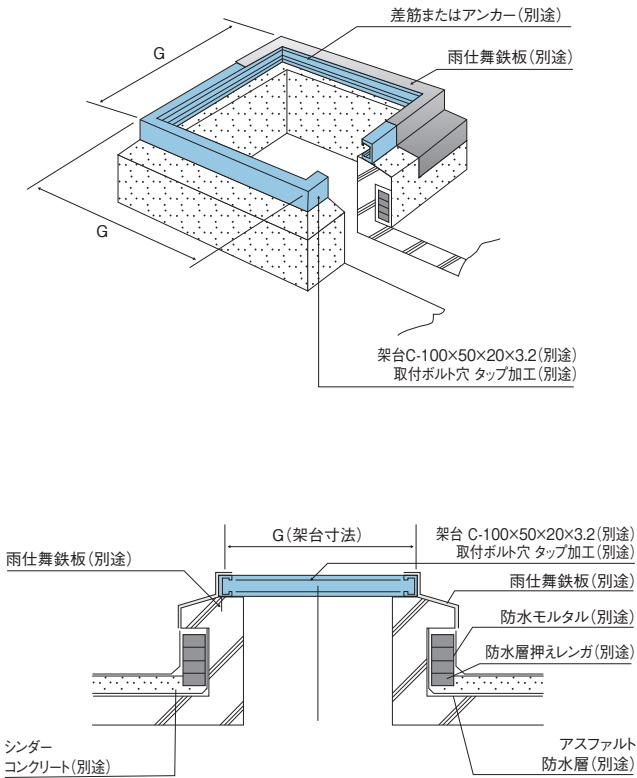 差筋またはアンカー(別途)
G
雨仕舞鉄板(別途)
G
架台C-100×50×20×3.2(別途)
取付ボルト穴 タップ加工(別途)
G(架台寸法)
架台 C-100×50×20×3.2(別途)
取付ボルト穴 タップ加工(別途)
雨仕舞鉄板(別途)
雨仕舞鉄板(別途)
防水モルタル(別途)
防水層押えレンガ(別途)
シンダー
コンクリート(別途)
アスファルト
防水層(別途)